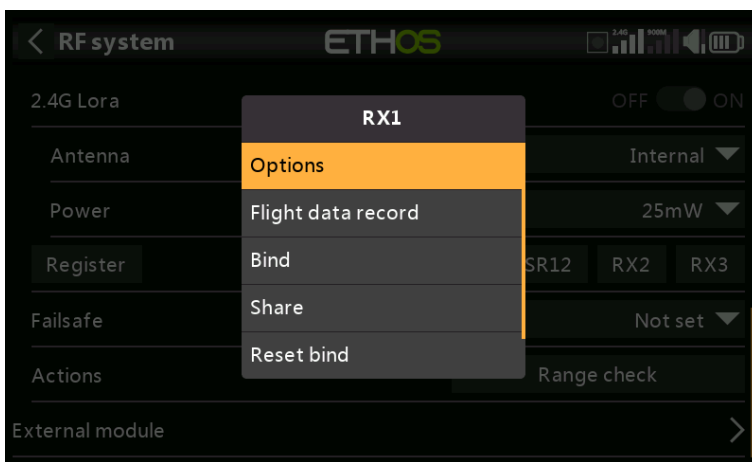 RF system
ETHOS
2.4G
900M
2.4G Lora
OFF
ON
RX1
Antenna
Options
Internal
Power
Flight data record
25mW
Register
Bind
SR12
RX2
RX3
Failsafe
Share
Not set
Actions
Reset bind
Range check
External module